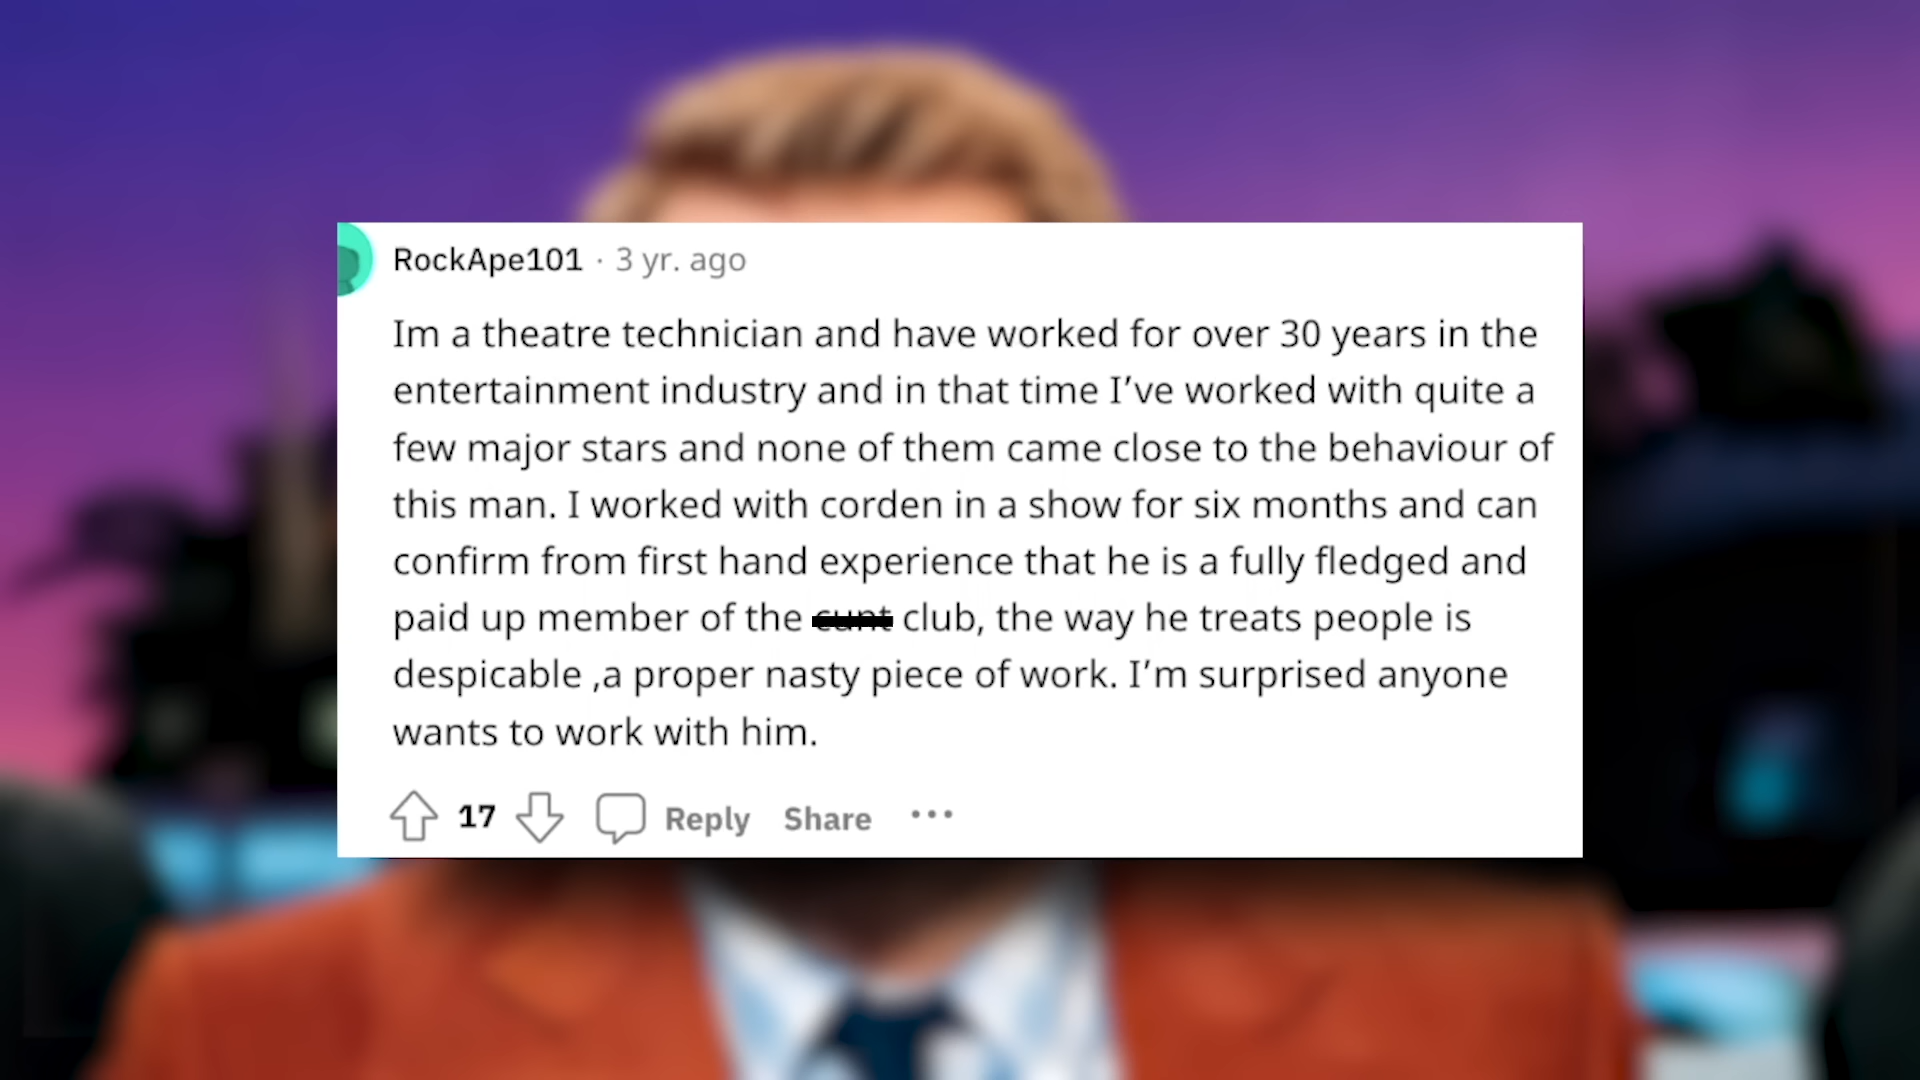 RockApe101 · 3 yr. ago
Im a theatre technician and have worked for over 30 years in the
entertainment industry and in that time I’ve worked with quite a
few major stars and none of them came close to the behaviour of
this man. I worked with corden in a show for six months and can
confirm from first hand experience that he is a fully fledged and
paid up member of the cunt club, the way he treats people is
despicable ,a proper nasty piece of work. I’m surprised anyone
wants to work with him.
17 Reply Share ···